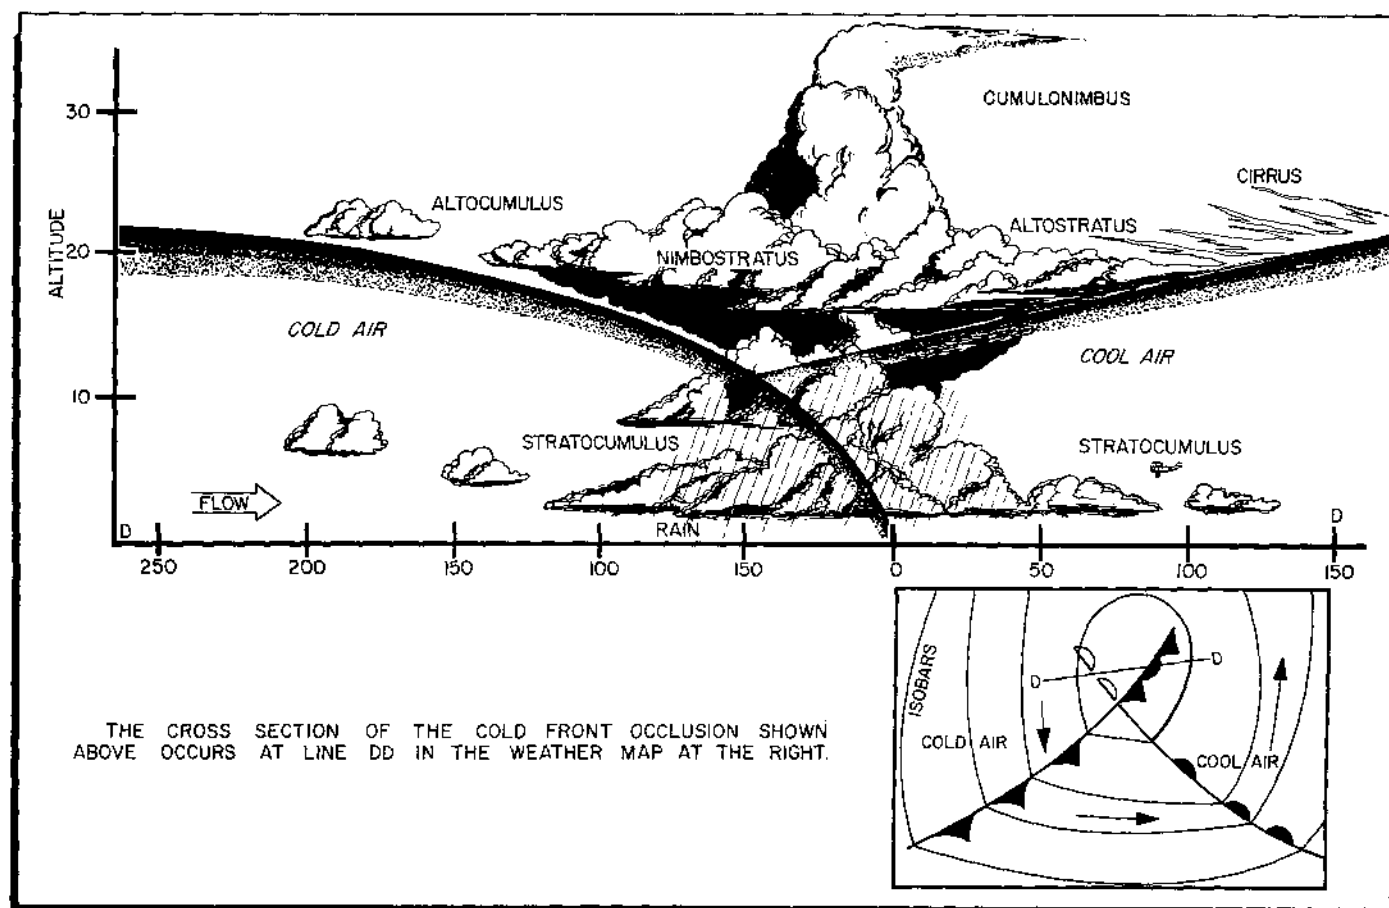 CUMULONIMBUS
30
CIRRUS
ALTOCUMULUS
ALTOSTRATUS
ALTITUDE
20
NIMBOSTRATUS
COLD AIR
COOL AIR
10
STRATOCUMULUS
STRATOCUMULUS
FLOW
D
RAIN
D
250
200
150
100
150
0
50
100
150
ISOBARS
D
D
COLD AIR
COOL AIR
THE CROSS SECTION OF THE COLD FRONT OCCLUSION SHOWN
ABOVE OCCURS AT LINE DD IN THE WEATHER MAP AT THE RIGHT.